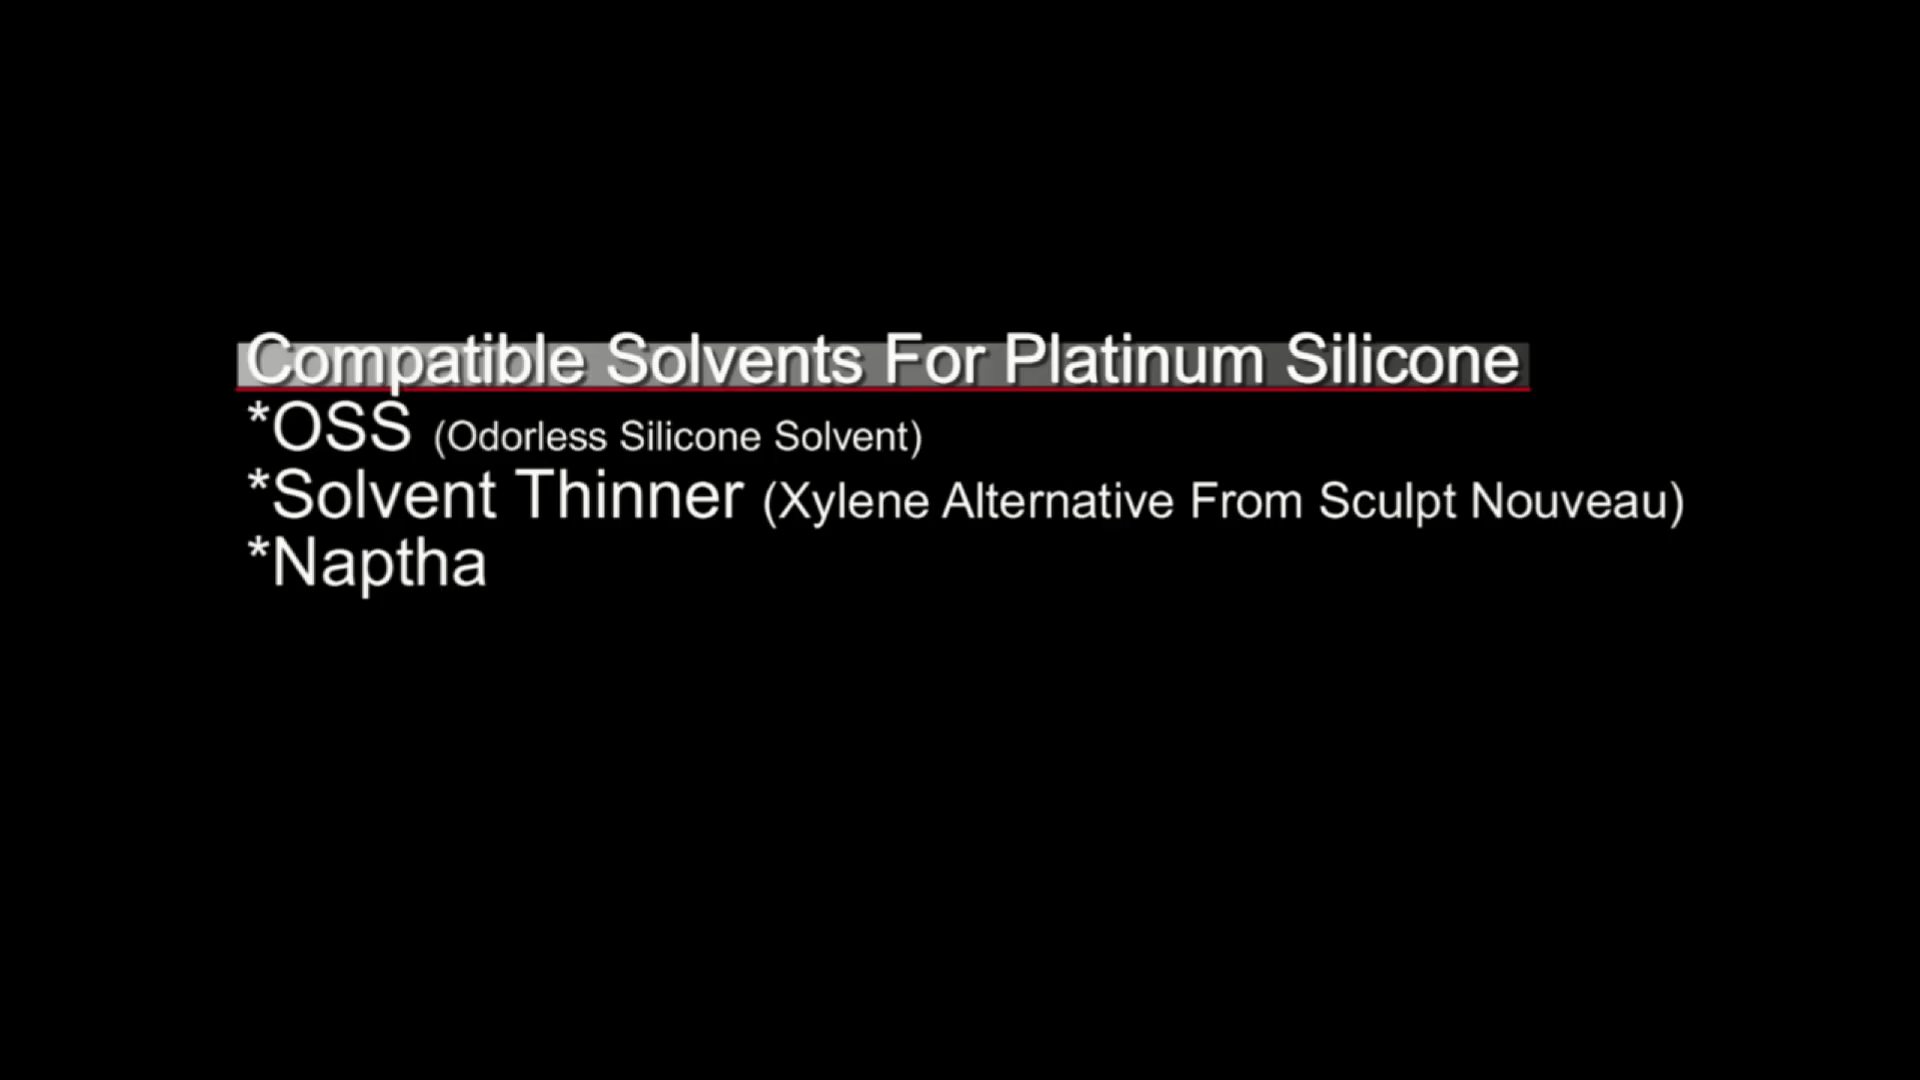 Compatible Solvents For Platinum Silicone
*OSS (Odorless Silicone Solvent)
*Solvent Thinner (Xylene Alternative From Sculpt Nouveau)
*Naptha